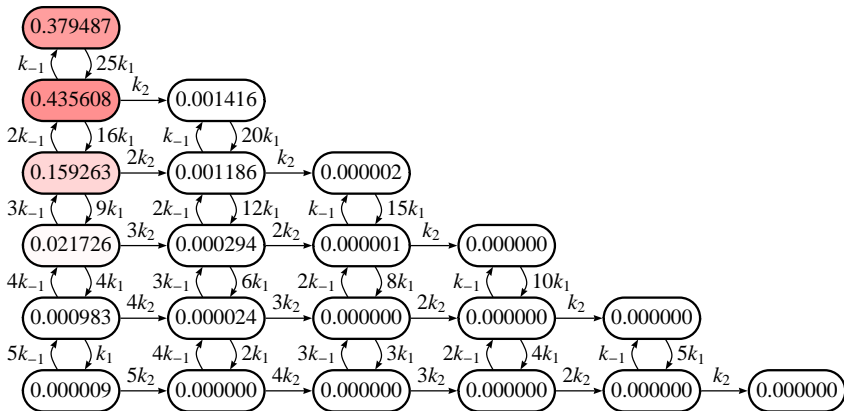 0.379487
k₋₁ 25k₁
k₂
0.435608 0.001416
2k₋₁ 16k₁ k₋₁ 20k₁
2k₂ k₂
0.159263 0.001186 0.000002
3k₋₁ 9k₁ 2k₋₁ 12k₁ k₋₁ 15k₁
3k₂ 2k₂ k₂
0.021726 0.000294 0.000001 0.000000
4k₋₁ 4k₁ 3k₋₁ 6k₁ 2k₋₁ 8k₁ k₋₁ 10k₁
4k₂ 3k₂ 2k₂ k₂
0.000983 0.000024 0.000000 0.000000 0.000000
5k₋₁ k₁ 4k₋₁ 2k₁ 3k₋₁ 3k₁ 2k₋₁ 4k₁ k₋₁ 5k₁
5k₂ 4k₂ 3k₂ 2k₂ k₂
0.000009 0.000000 0.000000 0.000000 0.000000 0.000000